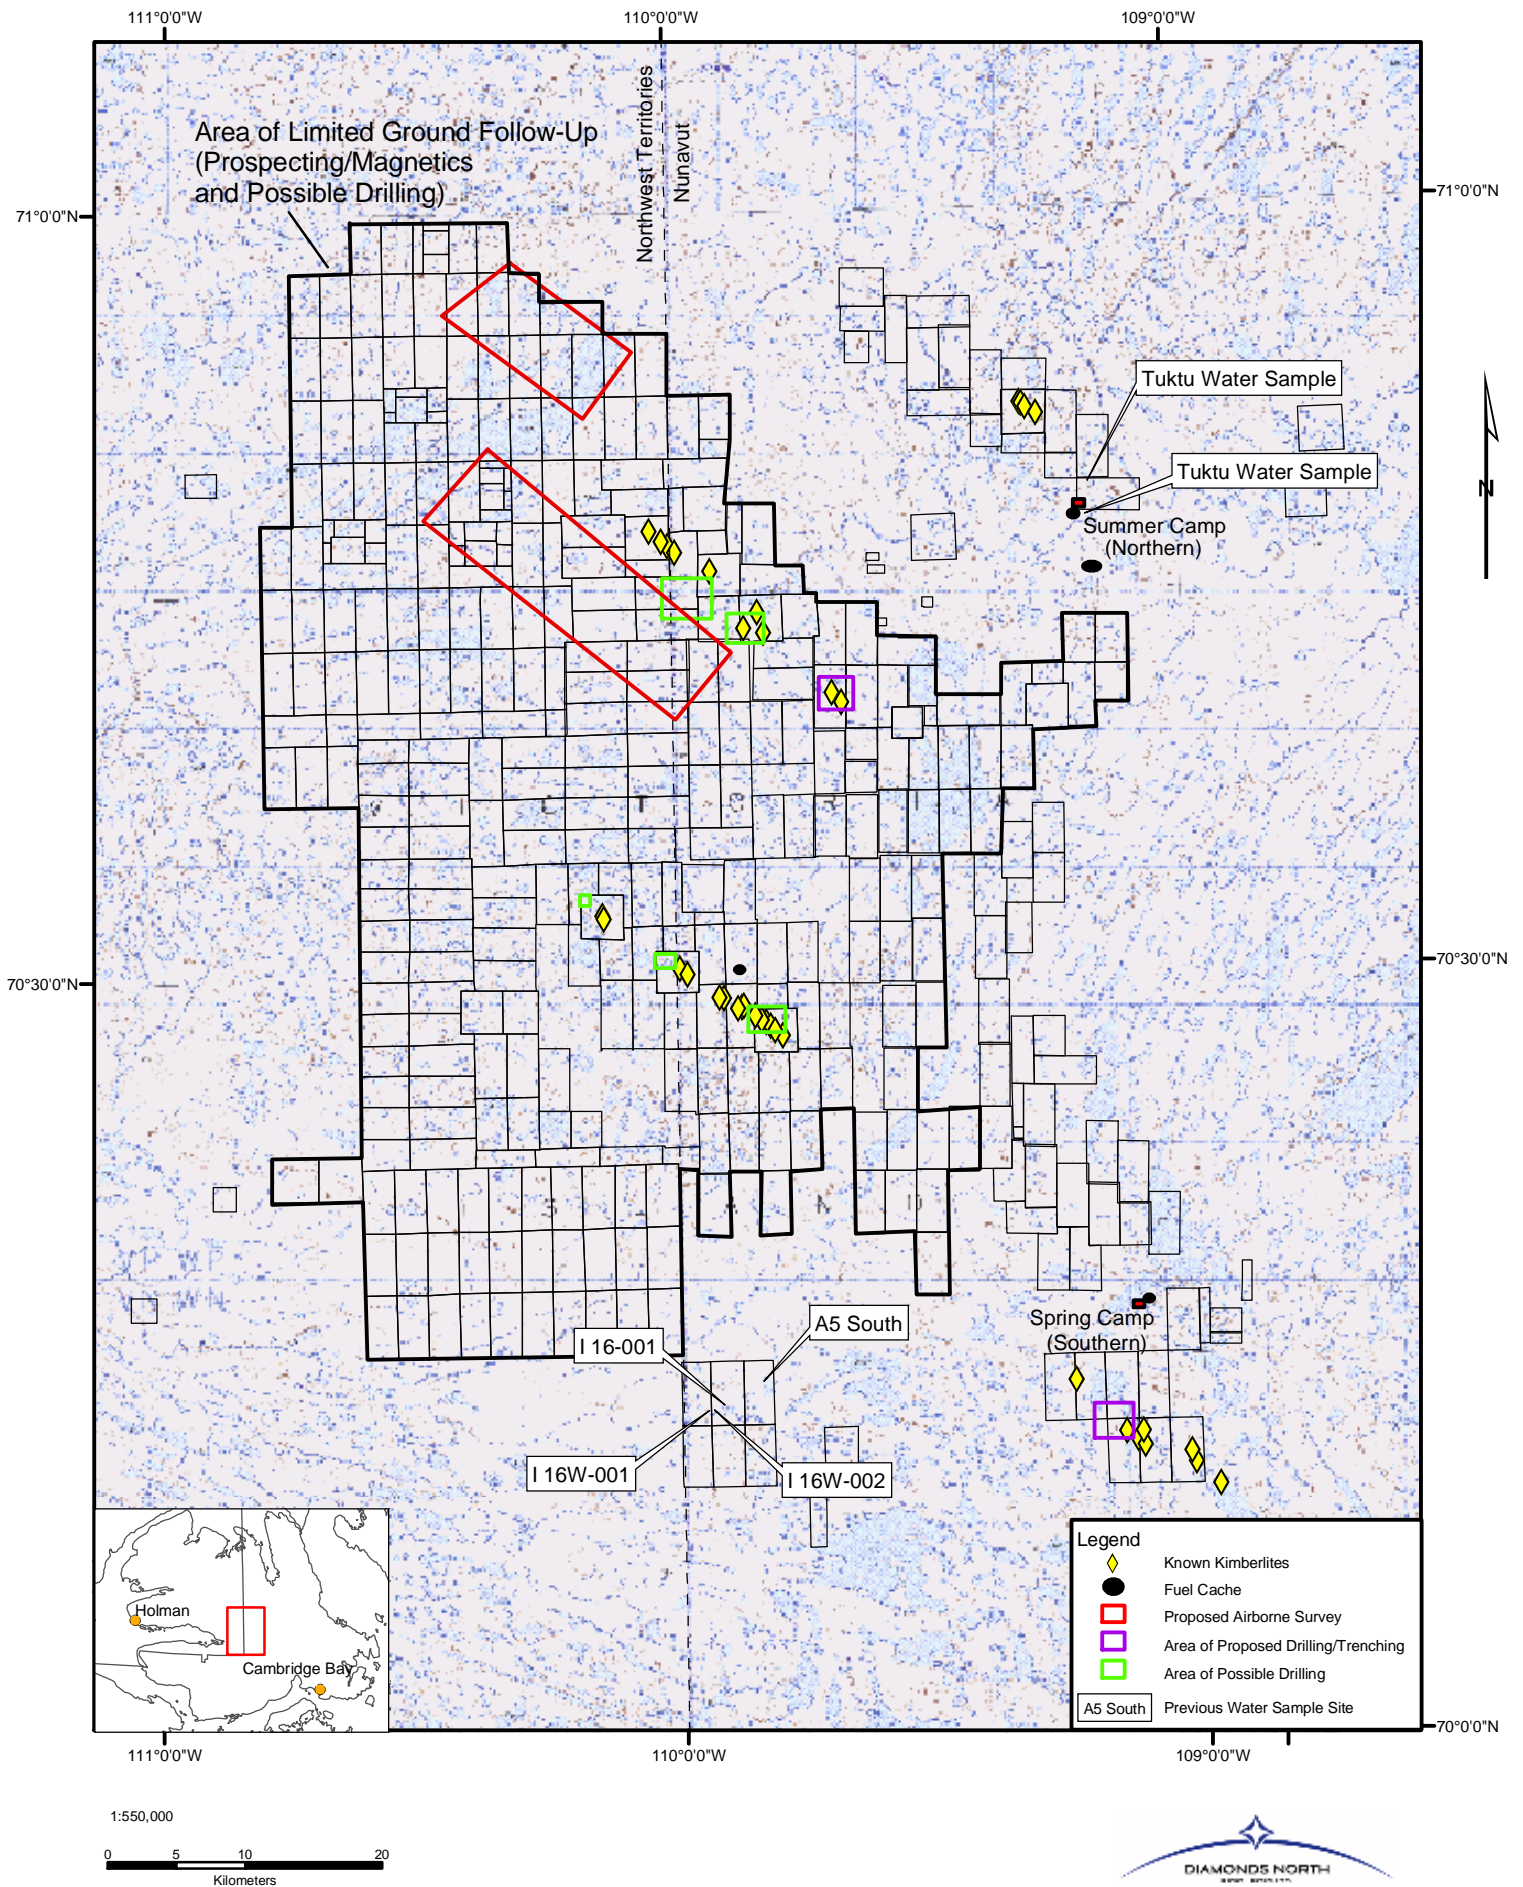 111°0'0"W
110°0'0"W
109°0'0"W
Northwest Territories
Nunavut
Area of Limited Ground Follow-Up
(Prospecting/Magnetics
and Possible Drilling)
71°0'0"N
71°0'0"N
Tuktu Water Sample
Tuktu Water Sample
N
Summer Camp
(Northern)
70°30'0"N
70°30'0"N
Spring Camp
(Southern)
A5 South
I 16-001
I 16W-001
I 16W-002
Holman
Cambridge Bay
Legend
Known Kimberlites
Fuel Cache
Proposed Airborne Survey
Area of Proposed Drilling/Trenching
Area of Possible Drilling
A5 South
Previous Water Sample Site
70°0'0"N
111°0'0"W
110°0'0"W
109°0'0"W
1:550,000
0 5 10 20
Kilometers
DIAMONDS NORTH